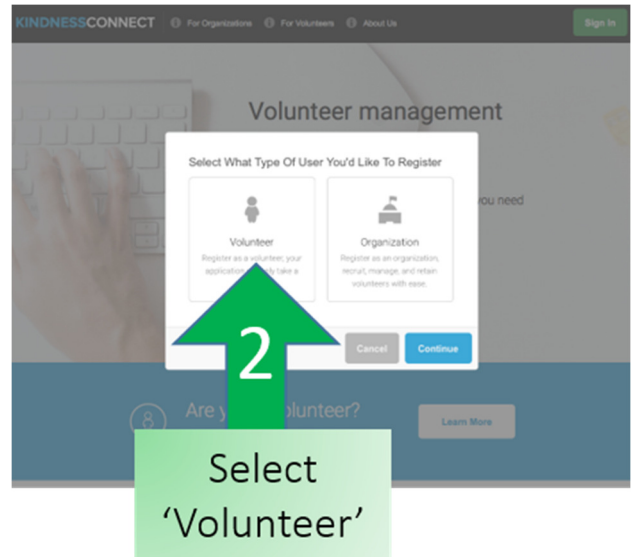 KINDNESSCONNECT For Organizations For Volunteers About Us Sign In
Volunteer management
you need
Select What Type Of User You'd Like To Register
Volunteer
Register as a volunteer, your
application take a
Organization
Register as an organization,
recruit, manage, and retain
volunteers with ease.
Cancel Continue
2
Are
Learn More
Select
‘Volunteer’